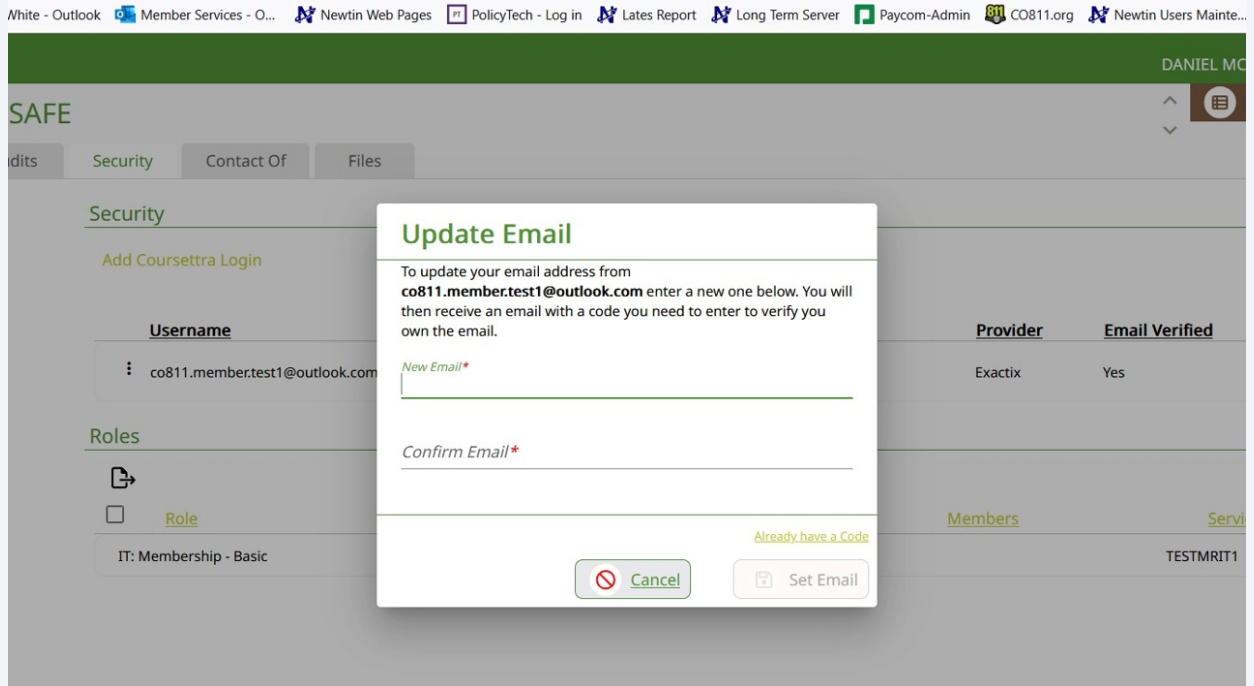 White - Outlook Member Services - O... Newtin Web Pages PT PolicyTech - Log in Lates Report Long Term Server Paycom-Admin 811 CO811.org Newtin Users Mainte...
DANIEL MC
SAFE
dits Security Contact Of Files
Security
Add Coursettra Login
Username Provider Email Verified
co811.member.test1@outlook.com Exactix Yes
Roles
Role Members Servi
IT: Membership - Basic TESTMRIT1
Update Email
To update your email address from
co811.member.test1@outlook.com enter a new one below. You will
then receive an email with a code you need to enter to verify you
own the email.
New Email*
Confirm Email*
Already have a Code
Cancel Set Email